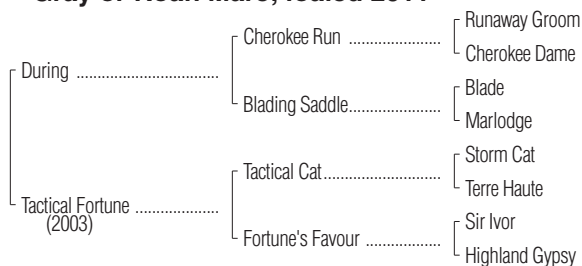 Gray or Roan Mare; foaled
Runaway Groom
Cherokee Run ....................
Cherokee Dame
During ...........................
Blade
Blading Saddle....................
Marlodge
Storm Cat
Tactical Cat.......................
Terre Haute
Tactical Fortune ................
(2003)
Sir Ivor
Fortune's Favour ................
Highland Gypsy